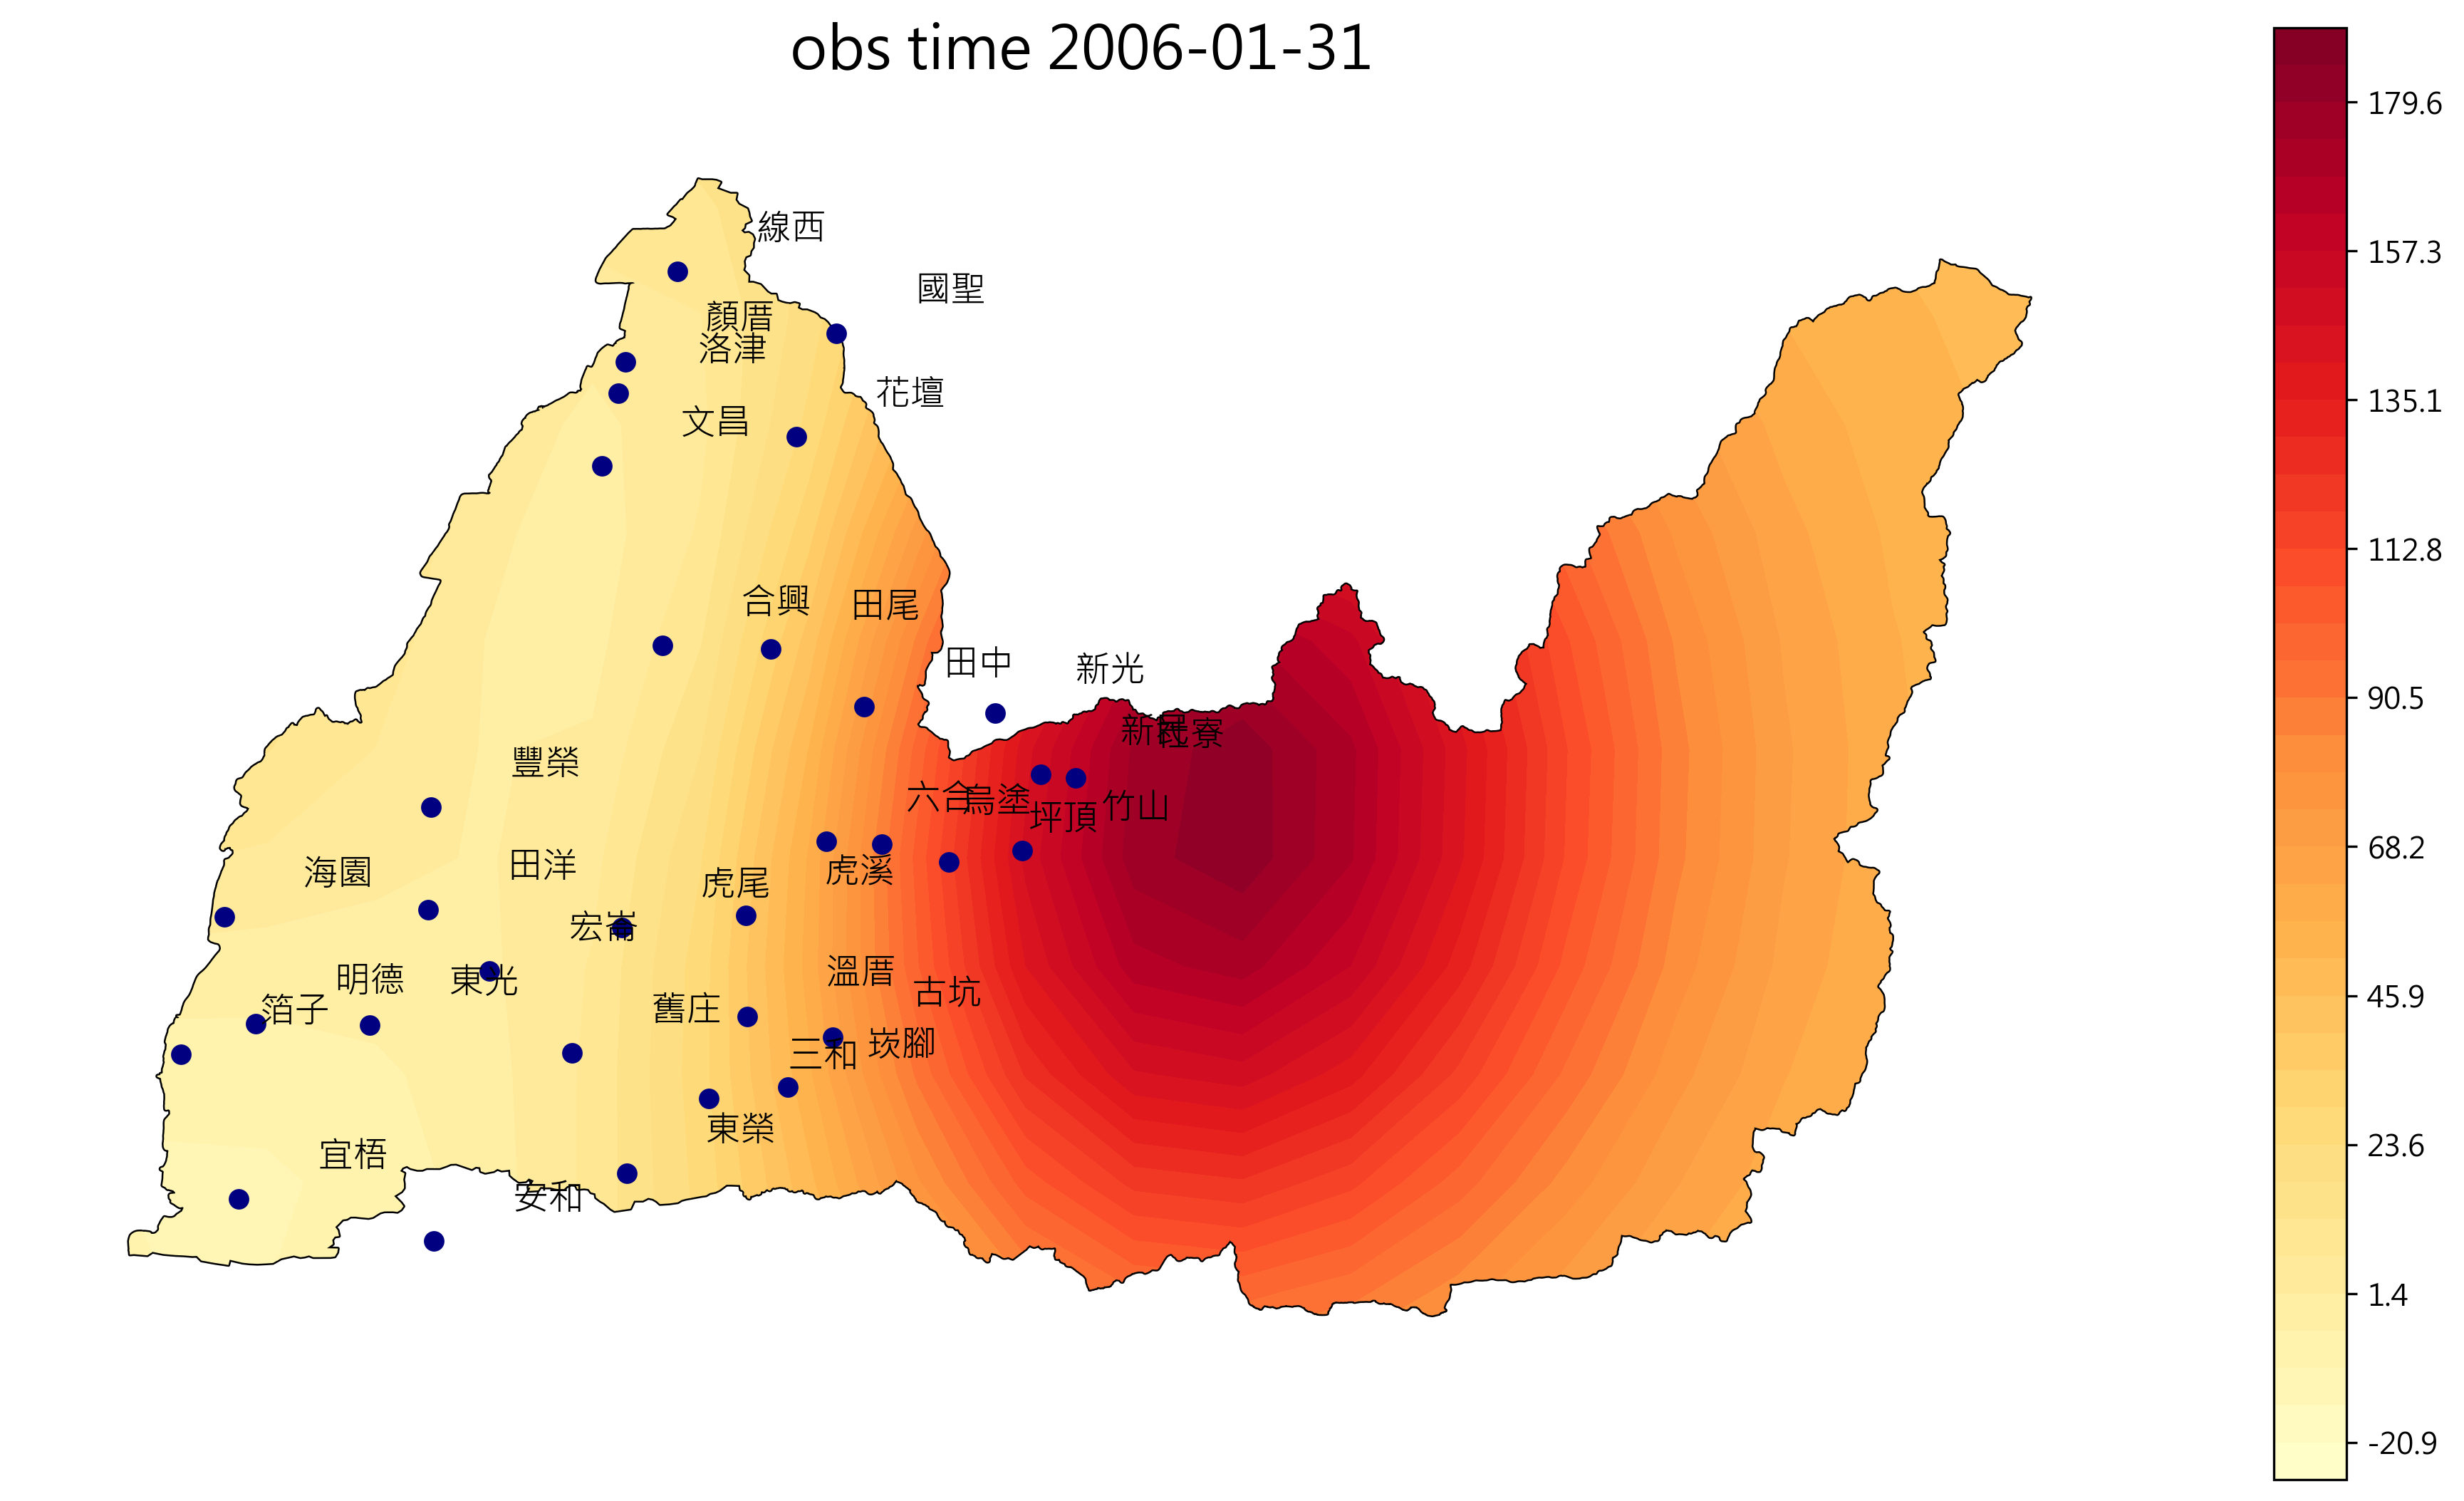 obs time 2006-01-31
線西
國聖
顏厝
洛津
花壇
文昌
合興
田尾
田中
新光
新民
社寮
豐榮
六合
烏塗
坪頂
竹山
海園
田洋
虎尾
虎溪
宏崙
明德
東光
溫厝
古坑
箔子
舊庄
三和
崁腳
東榮
宜梧
安和
179.6
157.3
135.1
112.8
90.5
68.2
45.9
23.6
1.4
-20.9